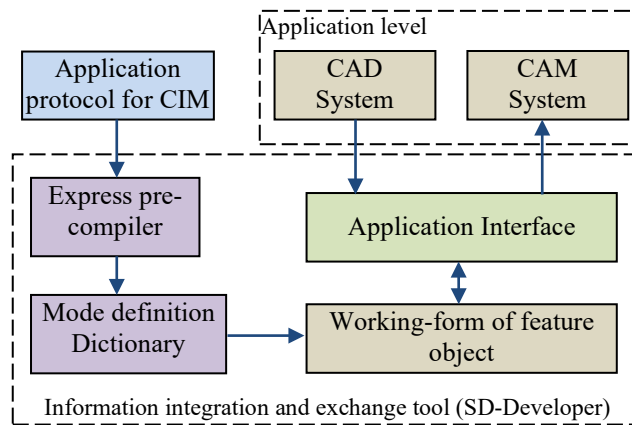 Application level
Application
protocol for CIM
CAD
System
CAM
System
Express pre-
compiler
Application Interface
Mode definition
Dictionary
Working-form of feature
object
Information integration and exchange tool (SD-Developer)